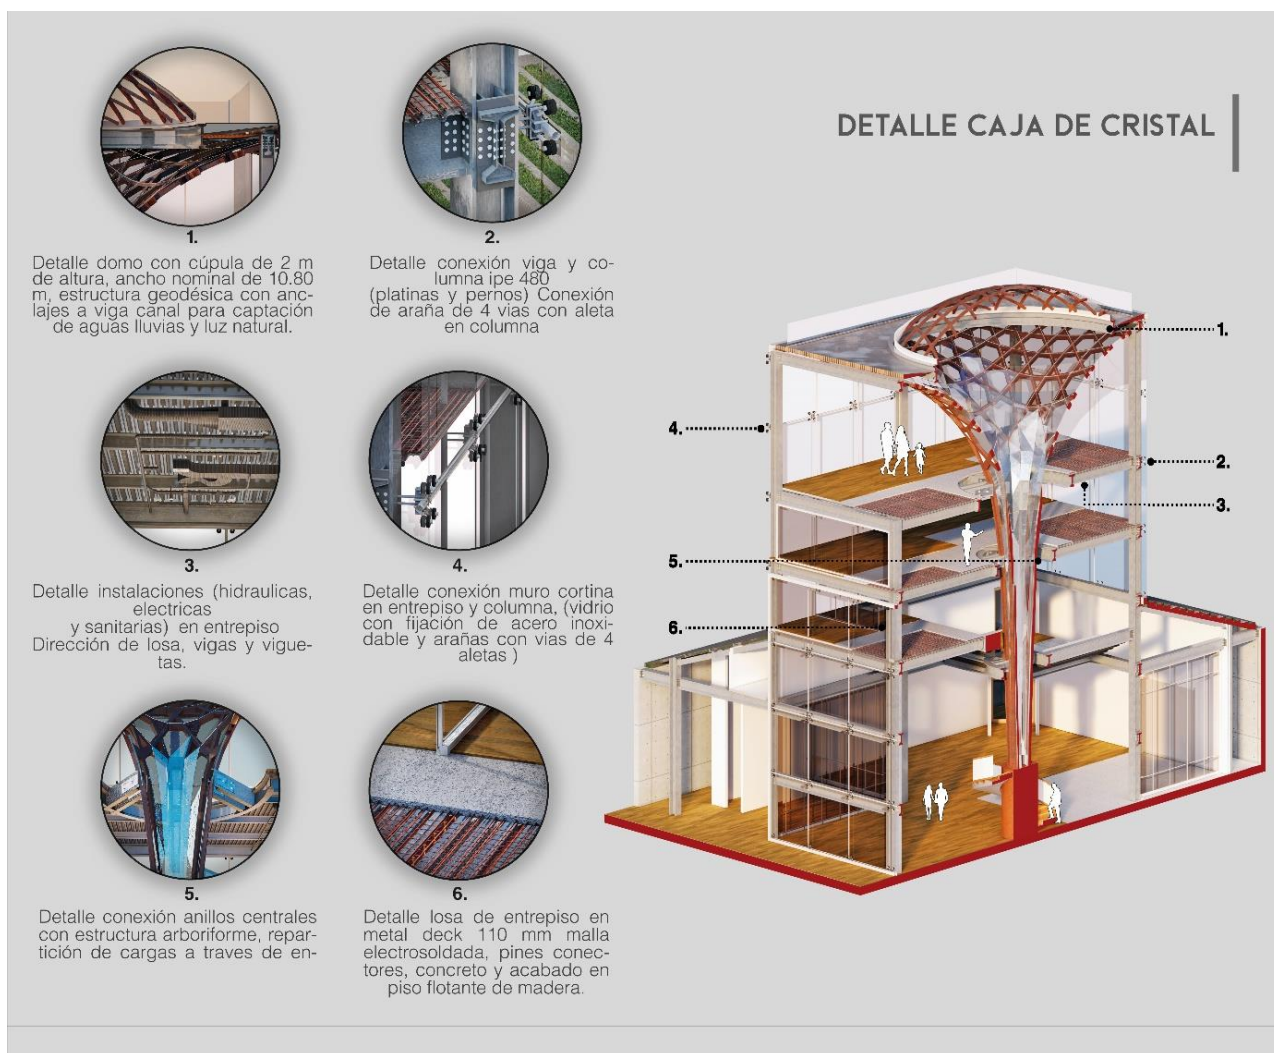 DETALLE CAJA DE CRISTAL
1.
Detalle domo con cúpula de 2 m
de altura, ancho nominal de 10.80
m, estructura geodésica con anc-
lajes a viga canal para captación
de aguas lluvias y luz natural.
2.
Detalle conexión viga y co-
lumna ipe 480
(platinas y pernos) Conexión
de araña de 4 vias con aleta
en columna
3.
Detalle instalaciones (hidraulicas,
electricas
y sanitarias) en entrepiso
Dirección de losa, vigas y vigue-
tas.
4.
Detalle conexión muro cortina
en entrepiso y columna, (vidrio
con fijación de acero inoxi-
dable y arañas con vias de 4
aletas )
5.
Detalle conexión anillos centrales
con estructura arboriforme, repar-
tición de cargas a traves de en-
6.
Detalle losa de entrepiso en
metal deck 110 mm malla
electrosoldada, pines conec-
tores, concreto y acabado en
piso flotante de madera.
1.
4.
2.
3.
5.
6.